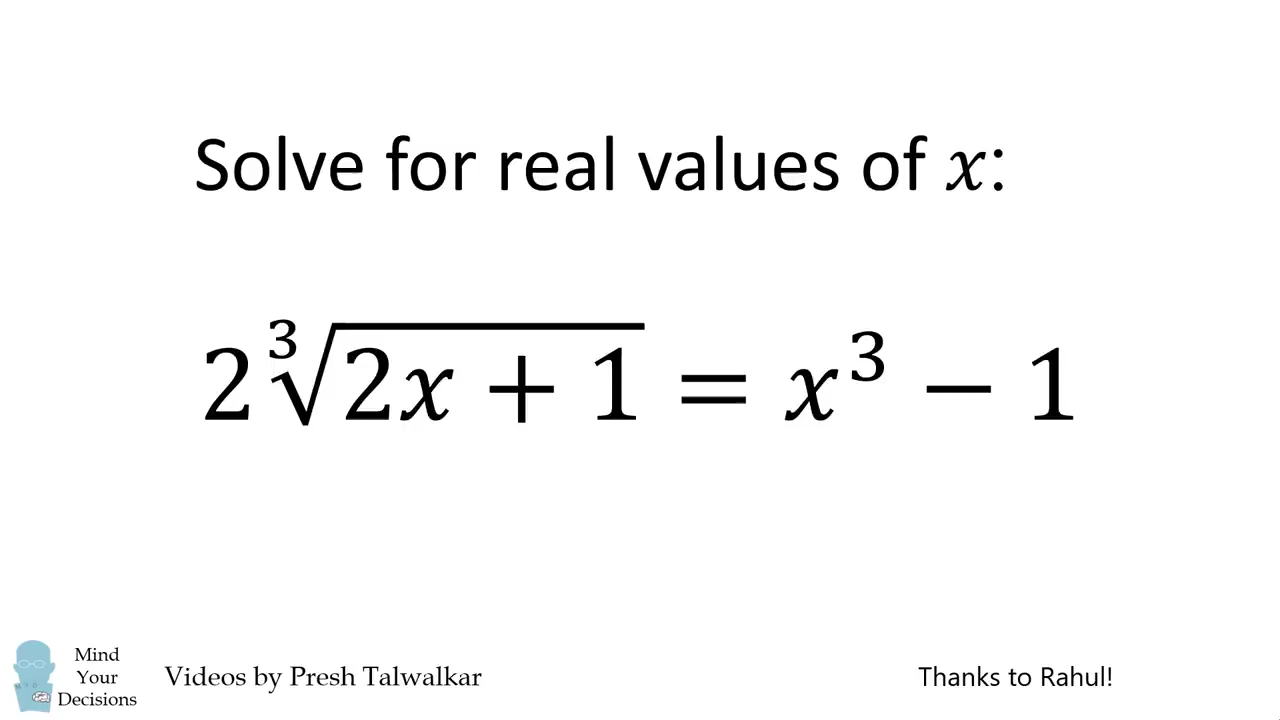 Solve for real values of x:
2∛(2x + 1) = x³ − 1
Mind
Your
Decisions
Videos by Presh Talwalkar
Thanks to Rahul!